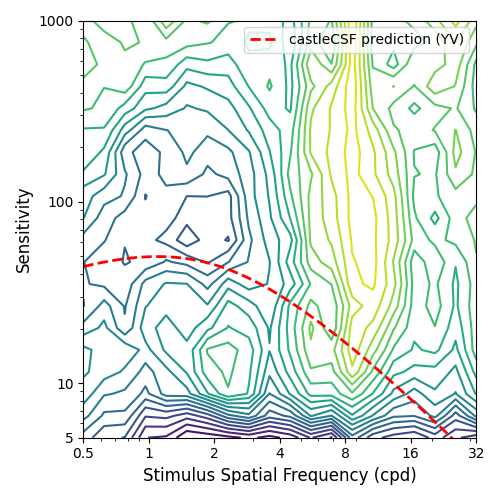 1000
castleCSF prediction (YV)
100
10
5
Sensitivity
0.5 1 2 4 8 16 32
Stimulus Spatial Frequency (cpd)